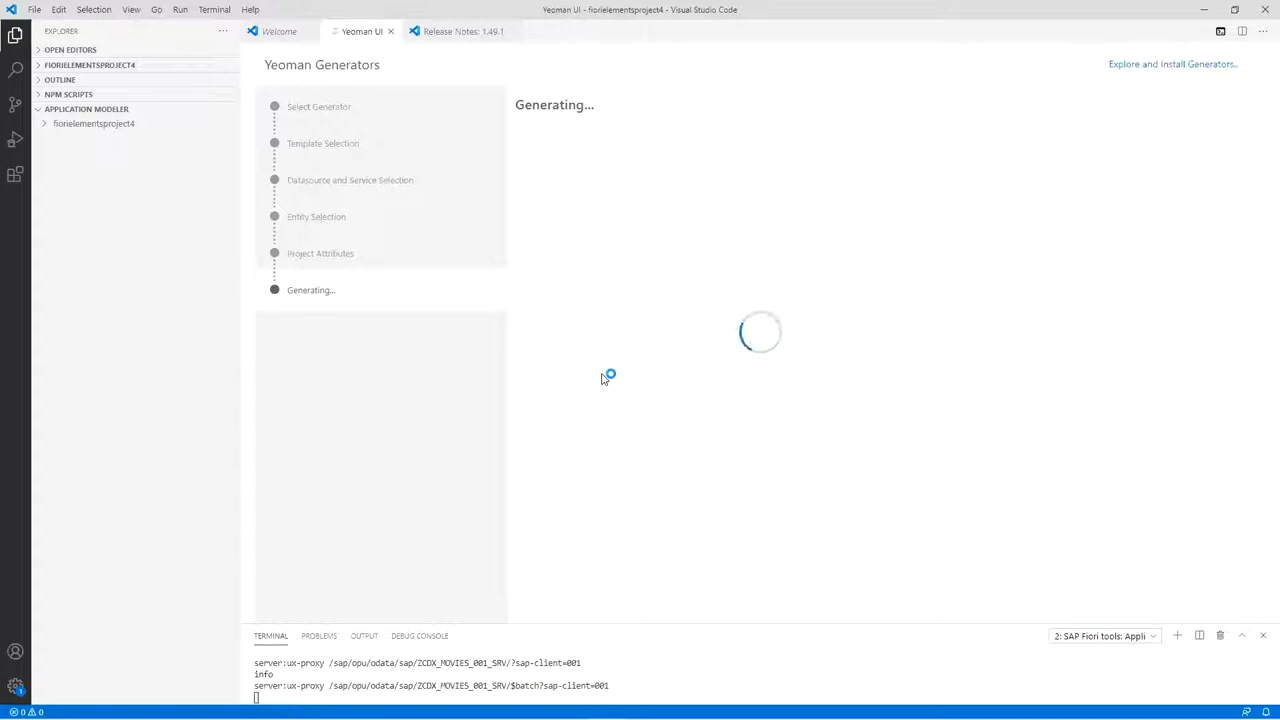 File Edit Selection View Go Run Terminal Help
Yeoman UI - fiorielementsproject4 - Visual Studio Code
EXPLORER
OPEN EDITORS
FIORIELEMENTSPROJECT4
OUTLINE
NPM SCRIPTS
APPLICATION MODELER
fiorielementsproject4
Welcome
Yeoman UI
Release Notes: 1.49.1
Yeoman Generators
Explore and Install Generators..
Select Generator
Template Selection
Datasource and Service Selection
Entity Selection
Project Attributes
Generating...
Generating...
TERMINAL PROBLEMS OUTPUT DEBUG CONSOLE
2: SAP Fiori tools: Appli
server:ux-proxy /sap/opu/odata/sap/ZCDX_MOVIES_001_SRV/?sap-client=001
info
server:ux-proxy /sap/opu/odata/sap/ZCDX_MOVIES_001_SRV/$batch?sap-client=001
1
0 0